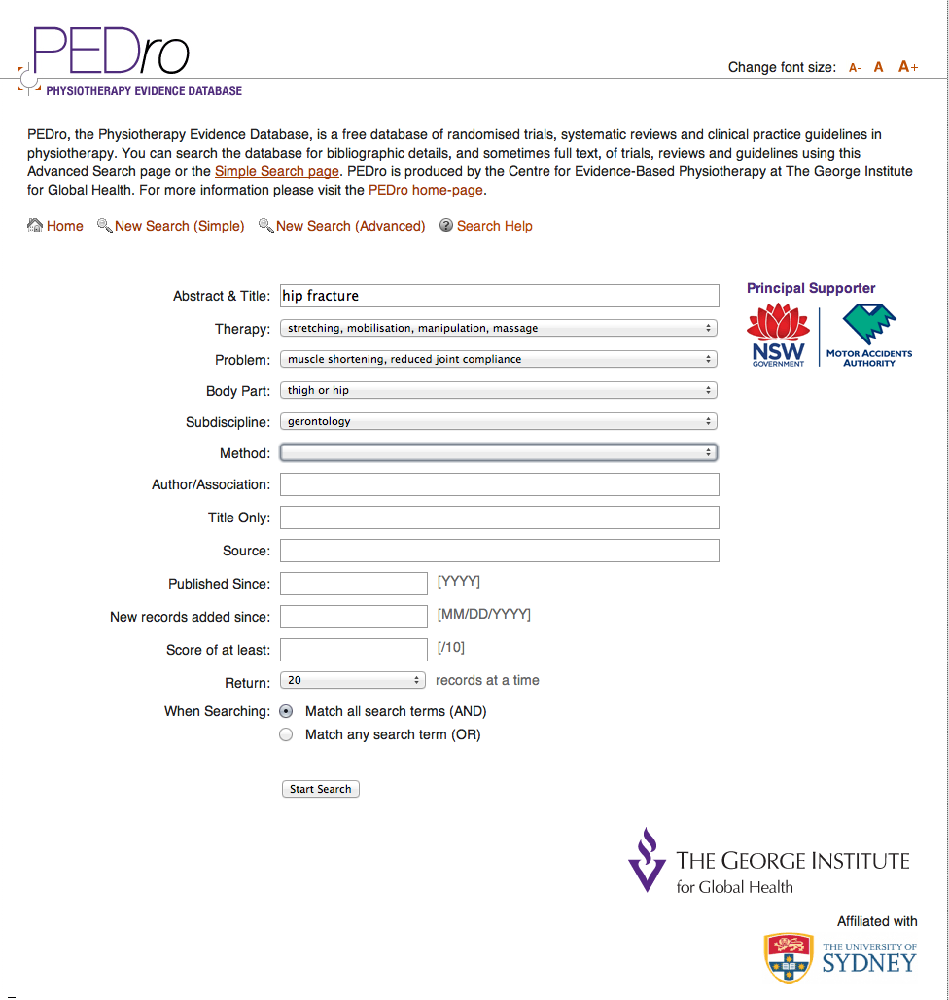 PEDro
PHYSIOTHERAPY EVIDENCE DATABASE
Change font size: A- A A+
PEDro, the Physiotherapy Evidence Database, is a free database of randomised trials, systematic reviews and clinical practice guidelines in
physiotherapy. You can search the database for bibliographic details, and sometimes full text, of trials, reviews and guidelines using this
Advanced Search page or the Simple Search page. PEDro is produced by the Centre for Evidence-Based Physiotherapy at The George Institute
for Global Health. For more information please visit the PEDro home-page.
Home New Search (Simple) New Search (Advanced) ? Search Help
Abstract & Title: hip fracture
Therapy: stretching, mobilisation, manipulation, massage
Problem: muscle shortening, reduced joint compliance
Body Part: thigh or hip
Subdiscipline: gerontology
Method:
Author/Association:
Title Only:
Source:
Published Since: [YYYY]
New records added since: [MM/DD/YYYY]
Score of at least: [/10]
Return: 20 records at a time
When Searching: Match all search terms (AND)
Match any search term (OR)
Start Search
Principal Supporter
NSW
GOVERNMENT
MOTOR ACCIDENTS
AUTHORITY
THE GEORGE INSTITUTE
for Global Health
Affiliated with
THE UNIVERSITY OF
SYDNEY